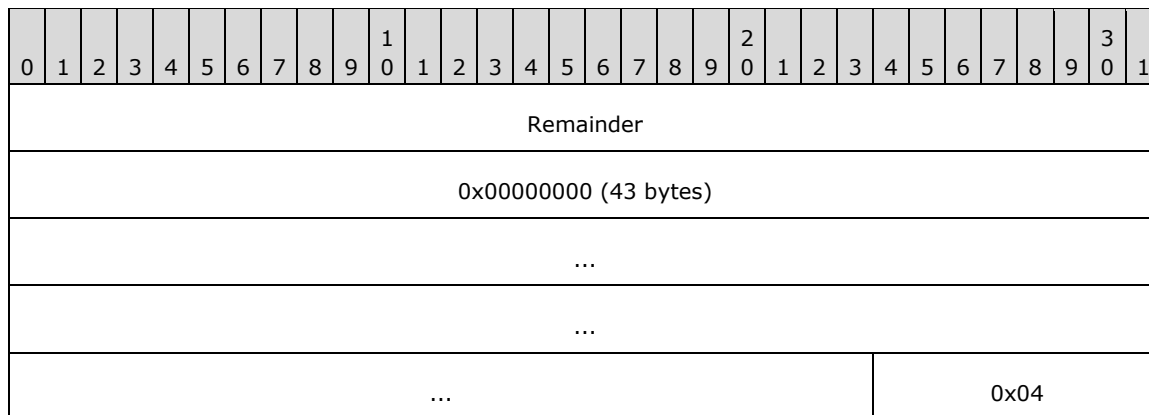 1 2 3
0 1 2 3 4 5 6 7 8 9 0 1 2 3 4 5 6 7 8 9 0 1 2 3 4 5 6 7 8 9 0 1
Remainder
0x00000000 (43 bytes)
...
...
... 0x04